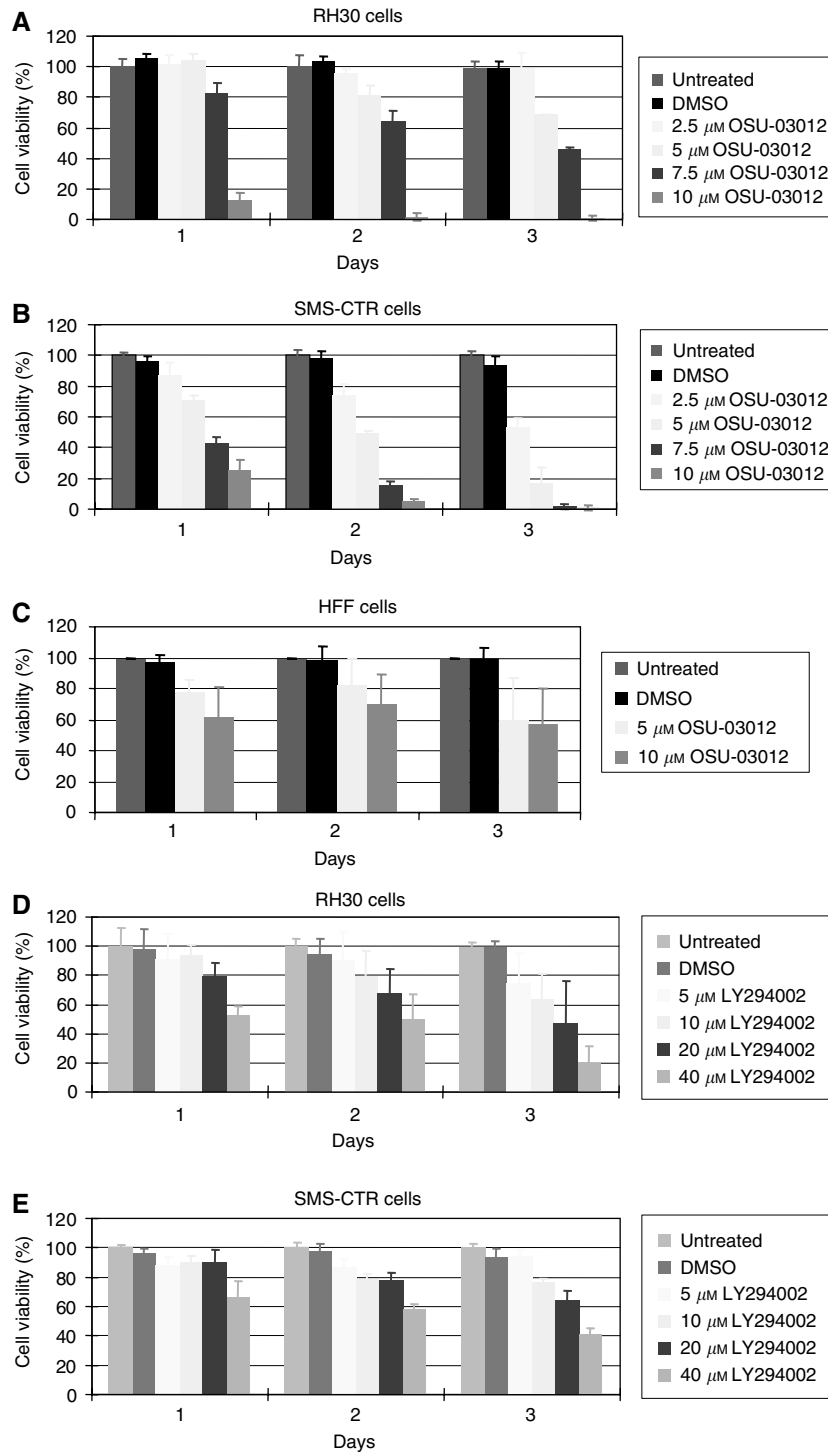 A
RH30 cells
Cell viability (%)
120
100
80
60
40
20
0
1 2 3
Days
Untreated
DMSO
2.5 μM OSU-03012
5 μM OSU-03012
7.5 μM OSU-03012
10 μM OSU-03012
B
SMS-CTR cells
Cell viability (%)
120
100
80
60
40
20
0
1 2 3
Days
Untreated
DMSO
2.5 μM OSU-03012
5 μM OSU-03012
7.5 μM OSU-03012
10 μM OSU-03012
C
HFF cells
Cell viability (%)
120
100
80
60
40
20
0
1 2 3
Days
Untreated
DMSO
5 μM OSU-03012
10 μM OSU-03012
D
RH30 cells
Cell viability (%)
120
100
80
60
40
20
0
1 2 3
Days
Untreated
DMSO
5 μM LY294002
10 μM LY294002
20 μM LY294002
40 μM LY294002
E
SMS-CTR cells
Cell viability (%)
120
100
80
60
40
20
0
1 2 3
Days
Untreated
DMSO
5 μM LY294002
10 μM LY294002
20 μM LY294002
40 μM LY294002